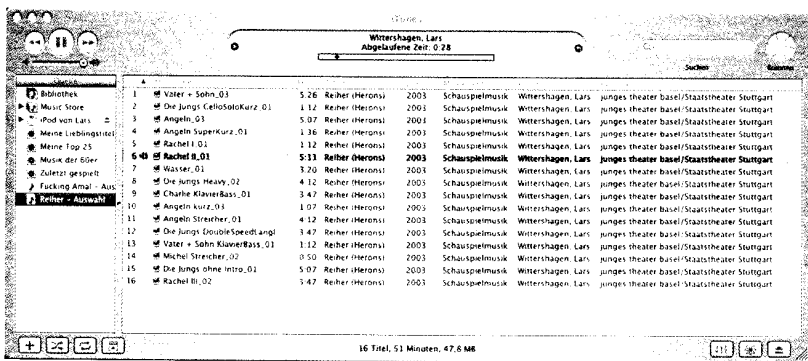 iTunes
Wittershagen, Lars
Abgelaufene Zeit: 0:28
Suchen
Bibliothek
Music Store
iPod von Lars
Meine Lieblingstitel
Meine Top 25
Musik der 60er
Zuletzt gespielt
Fucking Amal - Aus
Reiher - Auswahl
1 Vater + Sohn_03 5:26 Reiher (Herons) 2003 Schauspielmusik Wittershagen, Lars junges theater basel/Staatstheater Stuttgart
2 Die Jungs CelloSoloKurz_01 1:12 Reiher (Herons) 2003 Schauspielmusik Wittershagen, Lars junges theater basel/Staatstheater Stuttgart
3 Angeln_03 5:07 Reiher (Herons) 2003 Schauspielmusik Wittershagen, Lars junges theater basel/Staatstheater Stuttgart
4 Angeln SuperKurz_01 1:36 Reiher (Herons) 2003 Schauspielmusik Wittershagen, Lars junges theater basel/Staatstheater Stuttgart
5 Rachel I_01 1:12 Reiher (Herons) 2003 Schauspielmusik Wittershagen, Lars junges theater basel/Staatstheater Stuttgart
6 Rachel II_01 5:11 Reiher (Herons) 2003 Schauspielmusik Wittershagen, Lars junges theater basel/Staatstheater Stuttgart
7 Wasser_01 3:20 Reiher (Herons) 2003 Schauspielmusik Wittershagen, Lars junges theater basel/Staatstheater Stuttgart
8 Die Jungs Heavy_02 4:12 Reiher (Herons) 2003 Schauspielmusik Wittershagen, Lars junges theater basel/Staatstheater Stuttgart
9 Charlie KlavierBass_01 3:47 Reiher (Herons) 2003 Schauspielmusik Wittershagen, Lars junges theater basel/Staatstheater Stuttgart
10 Angeln kurz_03 1:07 Reiher (Herons) 2003 Schauspielmusik Wittershagen, Lars junges theater basel/Staatstheater Stuttgart
11 Angeln Streicher_01 4:12 Reiher (Herons) 2003 Schauspielmusik Wittershagen, Lars junges theater basel/Staatstheater Stuttgart
12 Die Jungs DoubleSpeedLangl 3:47 Reiher (Herons) 2003 Schauspielmusik Wittershagen, Lars junges theater basel/Staatstheater Stuttgart
13 Vater + Sohn KlavierBass_01 1:12 Reiher (Herons) 2003 Schauspielmusik Wittershagen, Lars junges theater basel/Staatstheater Stuttgart
14 Michel Streicher_02 0:50 Reiher (Herons) 2003 Schauspielmusik Wittershagen, Lars junges theater basel/Staatstheater Stuttgart
15 Die Jungs ohne Intro_01 5:07 Reiher (Herons) 2003 Schauspielmusik Wittershagen, Lars junges theater basel/Staatstheater Stuttgart
16 Rachel III_02 3:47 Reiher (Herons) 2003 Schauspielmusik Wittershagen, Lars junges theater basel/Staatstheater Stuttgart
16 Titel, 51 Minuten, 47,6 MB